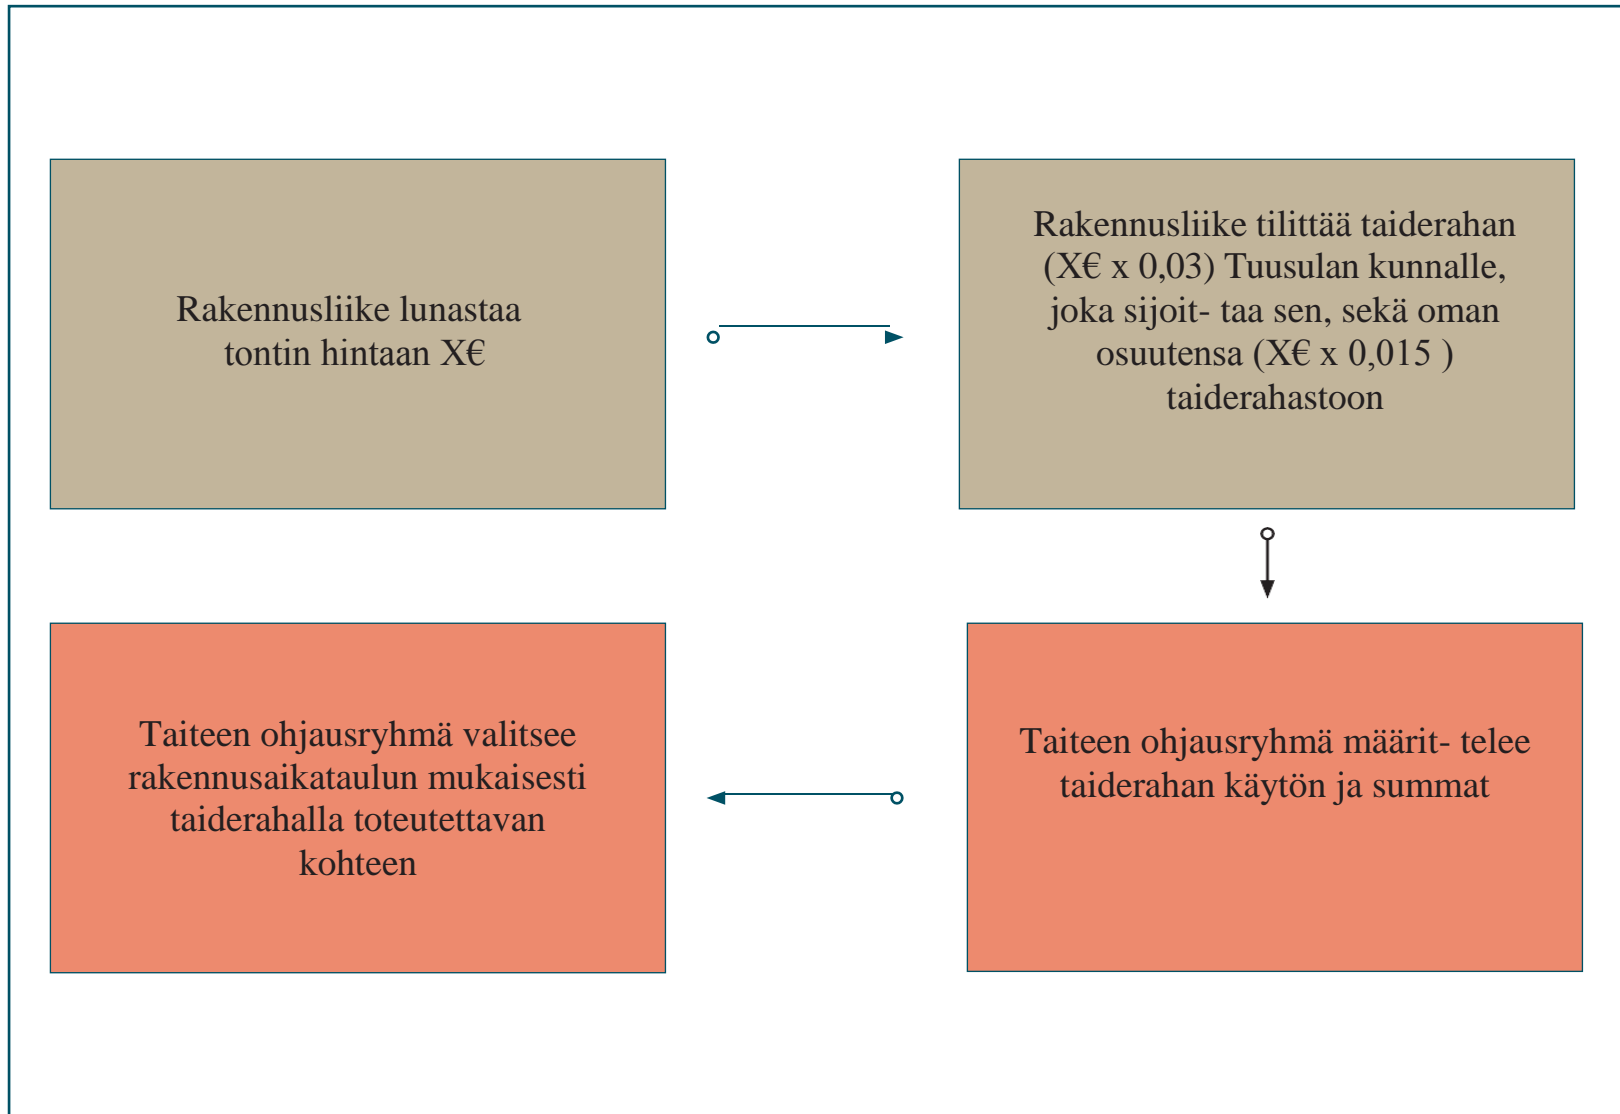 Rakennusliike lunastaa
tontin hintaan X€
Rakennusliike tilittää taiderahan
(X€ x 0,03) Tuusulan kunnalle,
joka sijoit- taa sen, sekä oman
osuutensa (X€ x 0,015 )
taiderahastoon
Taiteen ohjausryhmä määrit- telee
taiderahan käytön ja summat
Taiteen ohjausryhmä valitsee
rakennusaikataulun mukaisesti
taiderahalla toteutettavan
kohteen